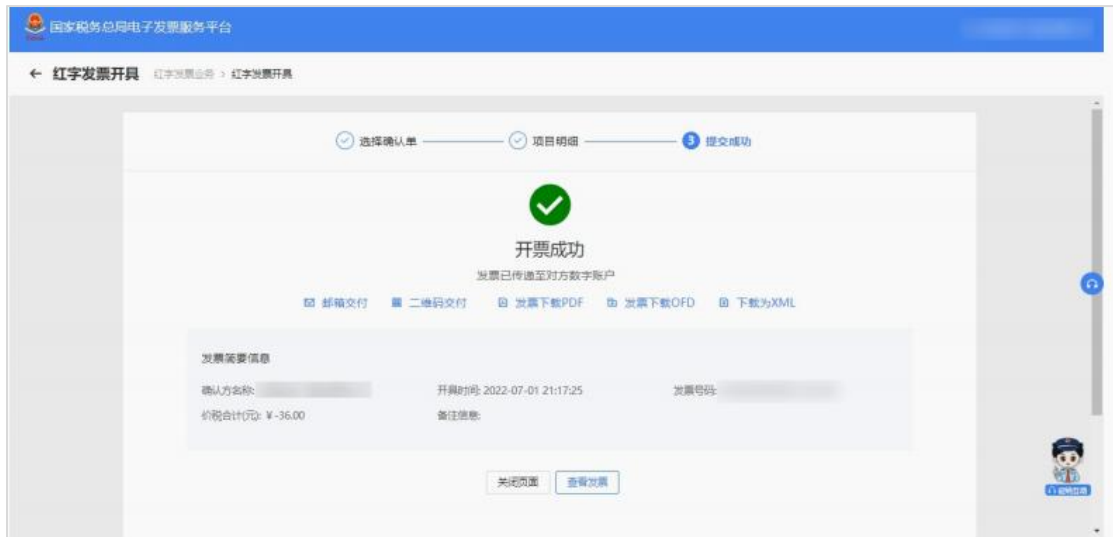 国家税务总局电子发票服务平台
← 红字发票开具 红字发票业务 > 红字发票开具
选择确认单 项目明细 3 提交成功
开票成功
发票已传递至对方数字账户
邮箱交付 二维码交付 发票下载PDF 发票下载OFD 下载为XML
发票简要信息
确认方名称: 开具时间: 2022-07-01 21:17:25 发票号码:
价税合计(元): ¥ -36.00 备注信息:
关闭页面 查看发票